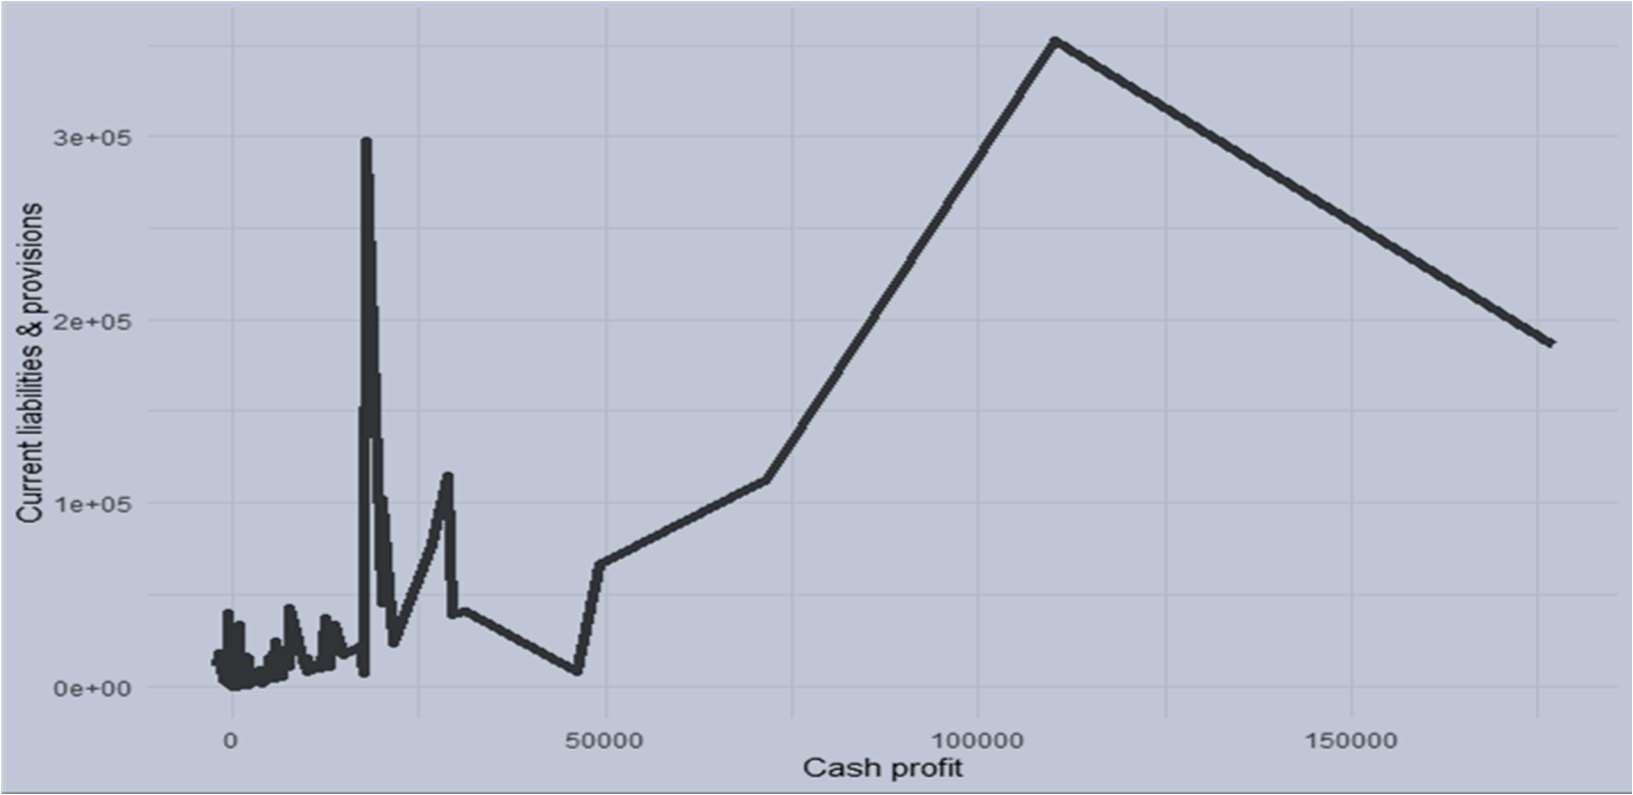 Current liabilities & provisions
3e+05
2e+05
1e+05
0e+00
0 50000 100000 150000
Cash profit